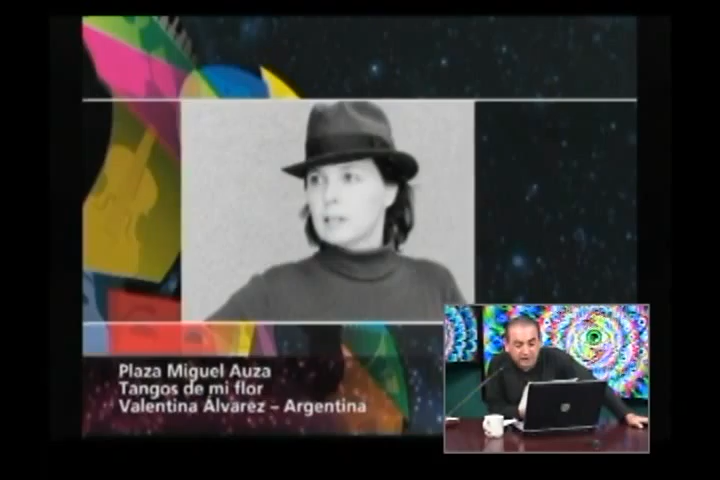 Plaza Miguel Auza
Tangos de mi flor
Valentina Álvarez – Argentina